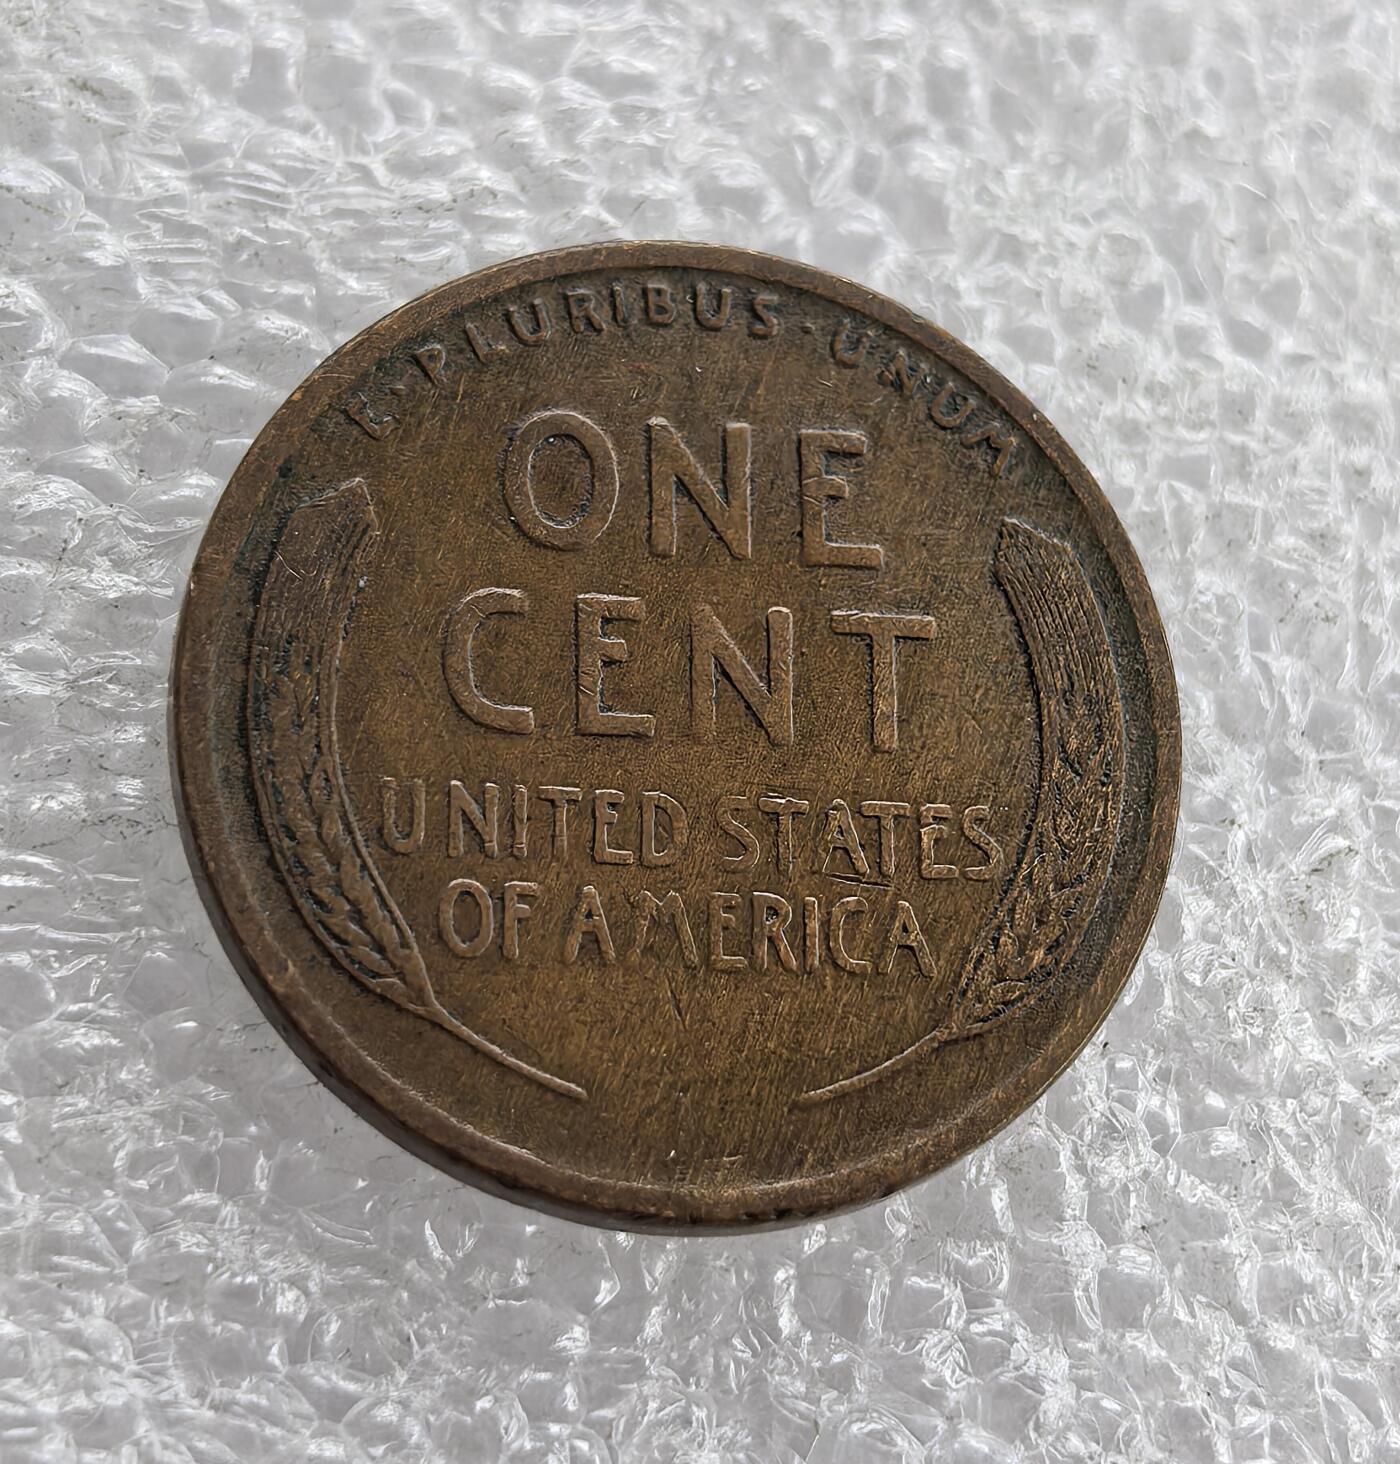 E·PLURIBUS·UNUM
ONE
CENT
UNITED STATES
OF AMERICA